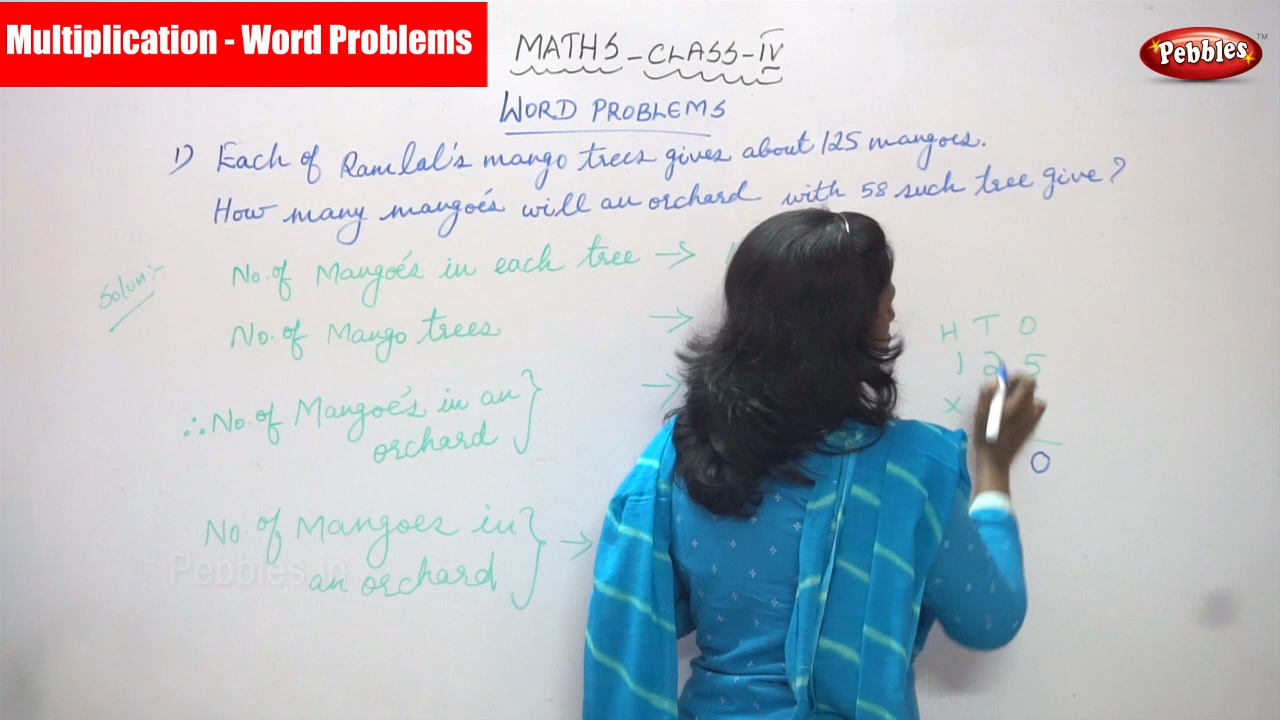 Multiplication - Word Problems
MATHS - CLASS - IV
Pebbles TM
WORD PROBLEMS
1) Each of Ramlal's mango trees gives about 125 mangoes.
How many mangoe's will an orchard with 58 such tree give?
Solun:-
No. of Mangoe's in each tree →
No. of Mango trees →
∴ No. of Mangoe's in an
orchard } →
No. of Mangoes in
an orchard } →
H T O
1 2 5
×
0
Pebbles.in